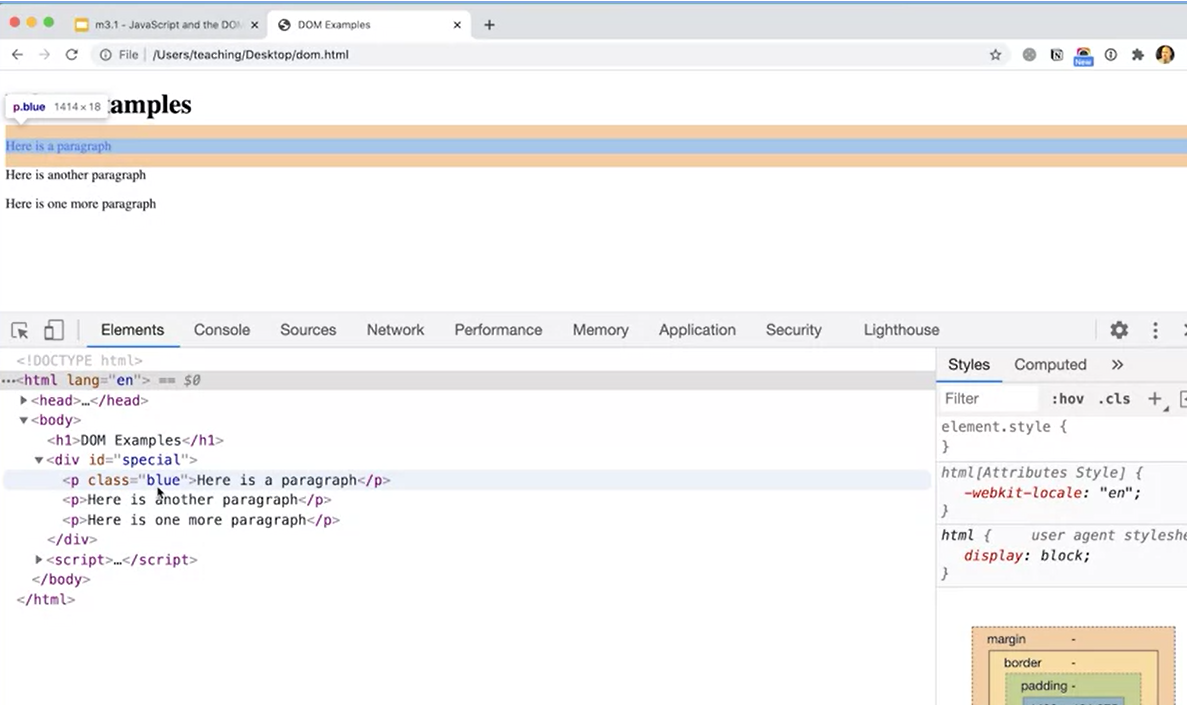 m3.1 - JavaScript and the DOM
DOM Examples
File /Users/teaching/Desktop/dom.html
New
amples
p.blue 1414 × 18
Here is a paragraph
Here is another paragraph
Here is one more paragraph
Elements Console Sources Network Performance Memory Application Security Lighthouse
<!DOCTYPE html>
<html lang="en"> == $0
<head>…</head>
<body>
<h1>DOM Examples</h1>
<div id="special">
<p class="blue">Here is a paragraph</p>
<p>Here is another paragraph</p>
<p>Here is one more paragraph</p>
</div>
<script>…</script>
</body>
</html>
Styles Computed
Filter :hov .cls
element.style {
}
html[Attributes Style] {
-webkit-locale: "en";
}
html { user agent styleshe
display: block;
}
margin -
border -
padding -